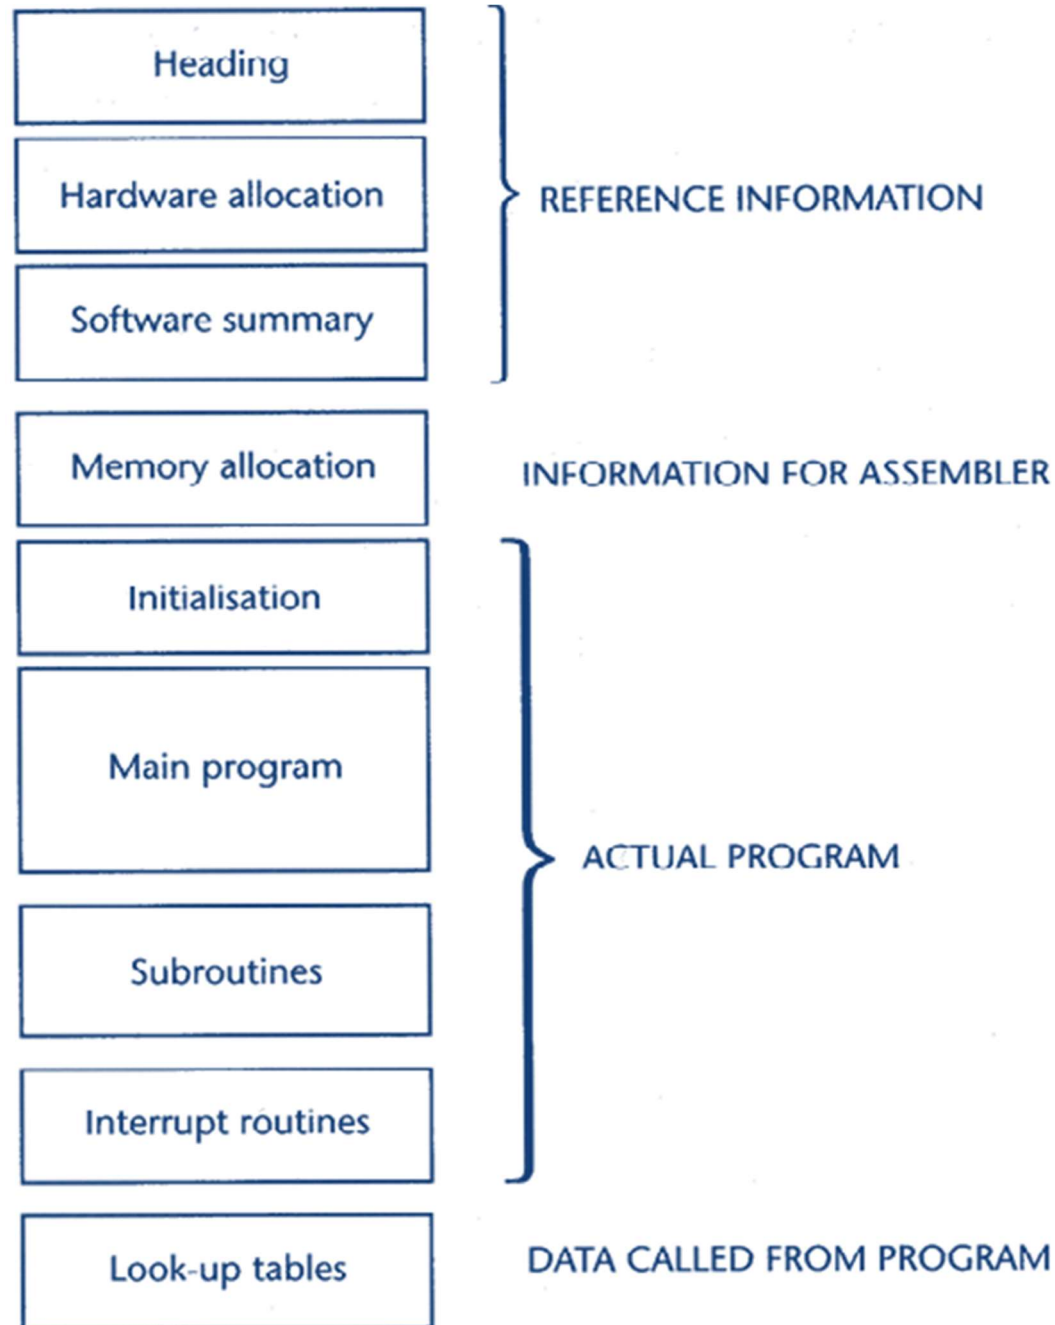 Heading
Hardware allocation
REFERENCE INFORMATION
Software summary
Memory allocation
INFORMATION FOR ASSEMBLER
Initialisation
Main program
ACTUAL PROGRAM
Subroutines
Interrupt routines
Look-up tables
DATA CALLED FROM PROGRAM